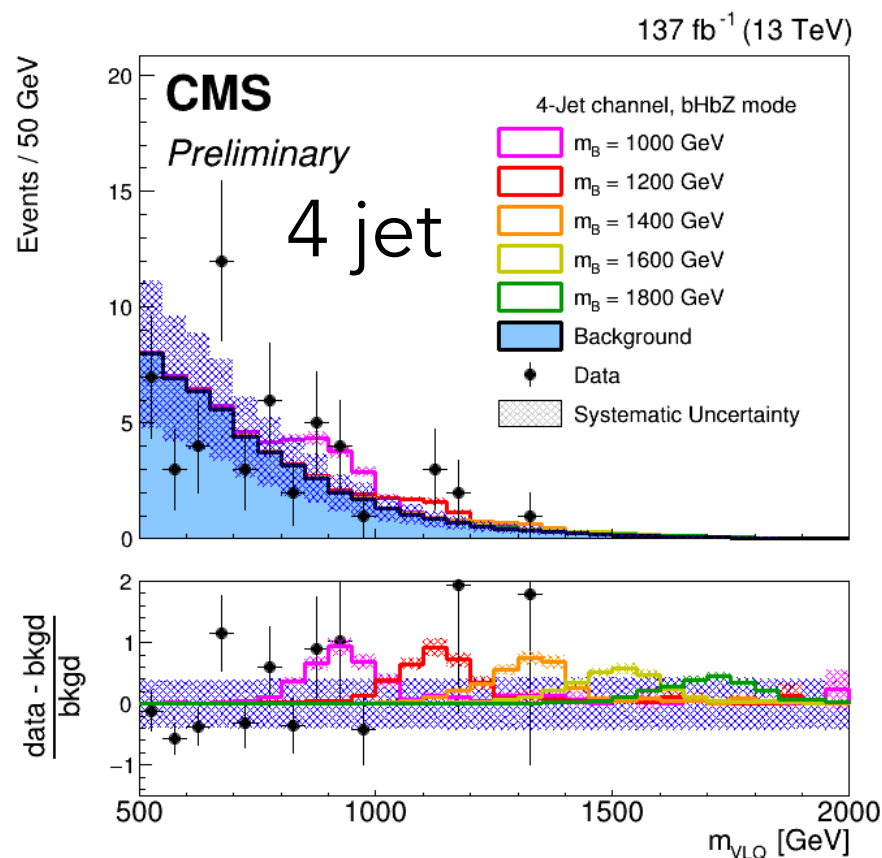 137 fb⁻¹ (13 TeV)
Events / 50 GeV
20
15
10
5
0
CMS
Preliminary
4 jet
4-Jet channel, bHbZ mode
m_B = 1000 GeV
m_B = 1200 GeV
m_B = 1400 GeV
m_B = 1600 GeV
m_B = 1800 GeV
Background
Data
Systematic Uncertainty
data - bkgd
bkgd
2
1
0
−1
500 1000 1500 2000
m_VLQ [GeV]